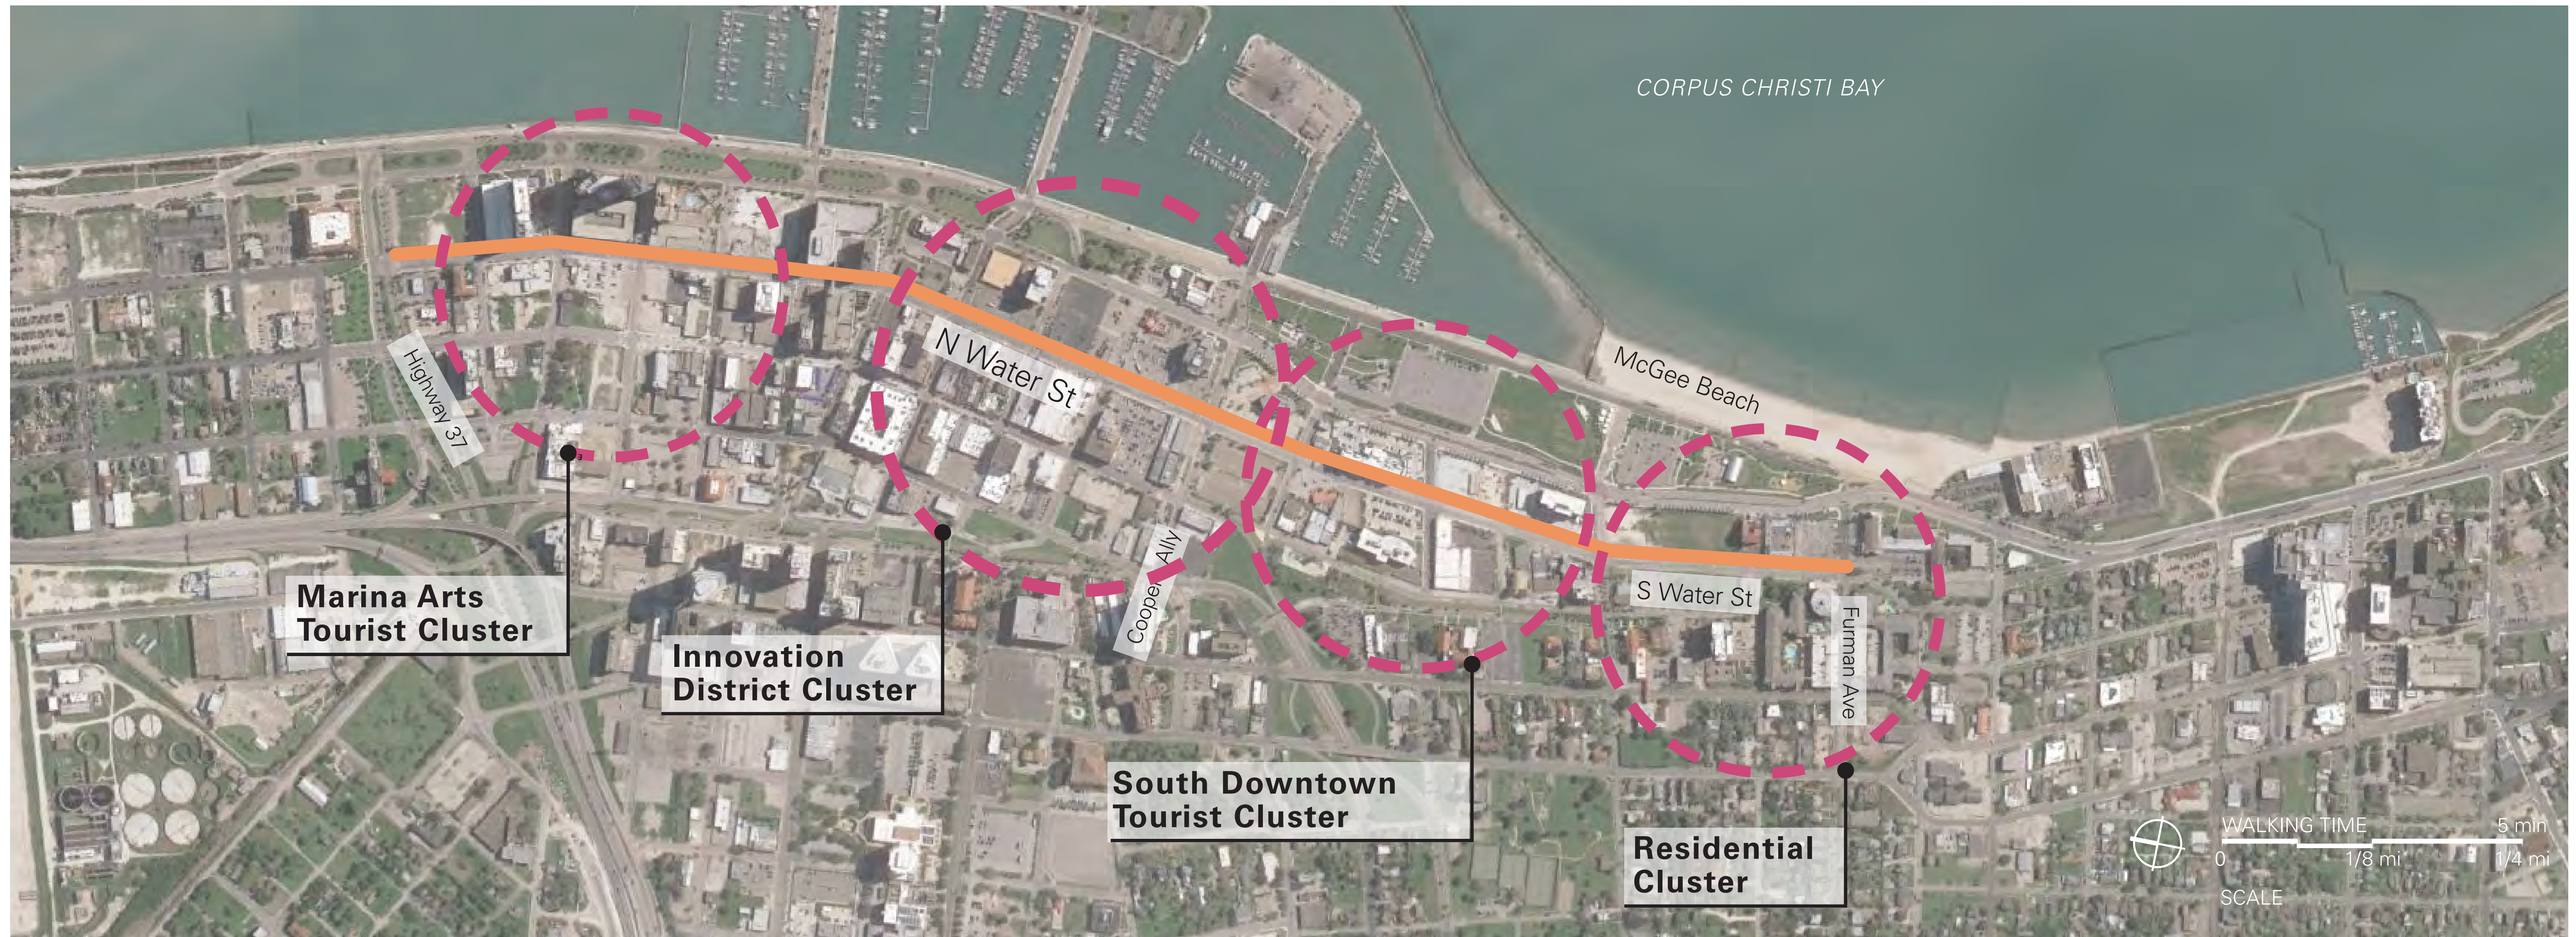 CORPUS CHRISTI BAY
McGee Beach
N Water St
Highway 37
Cooper Ally
S Water St
Furman Ave
Marina Arts
Tourist Cluster
Innovation
District Cluster
South Downtown
Tourist Cluster
Residential
Cluster
WALKING TIME 5 min
0 1/8 mi 1/4 mi
SCALE